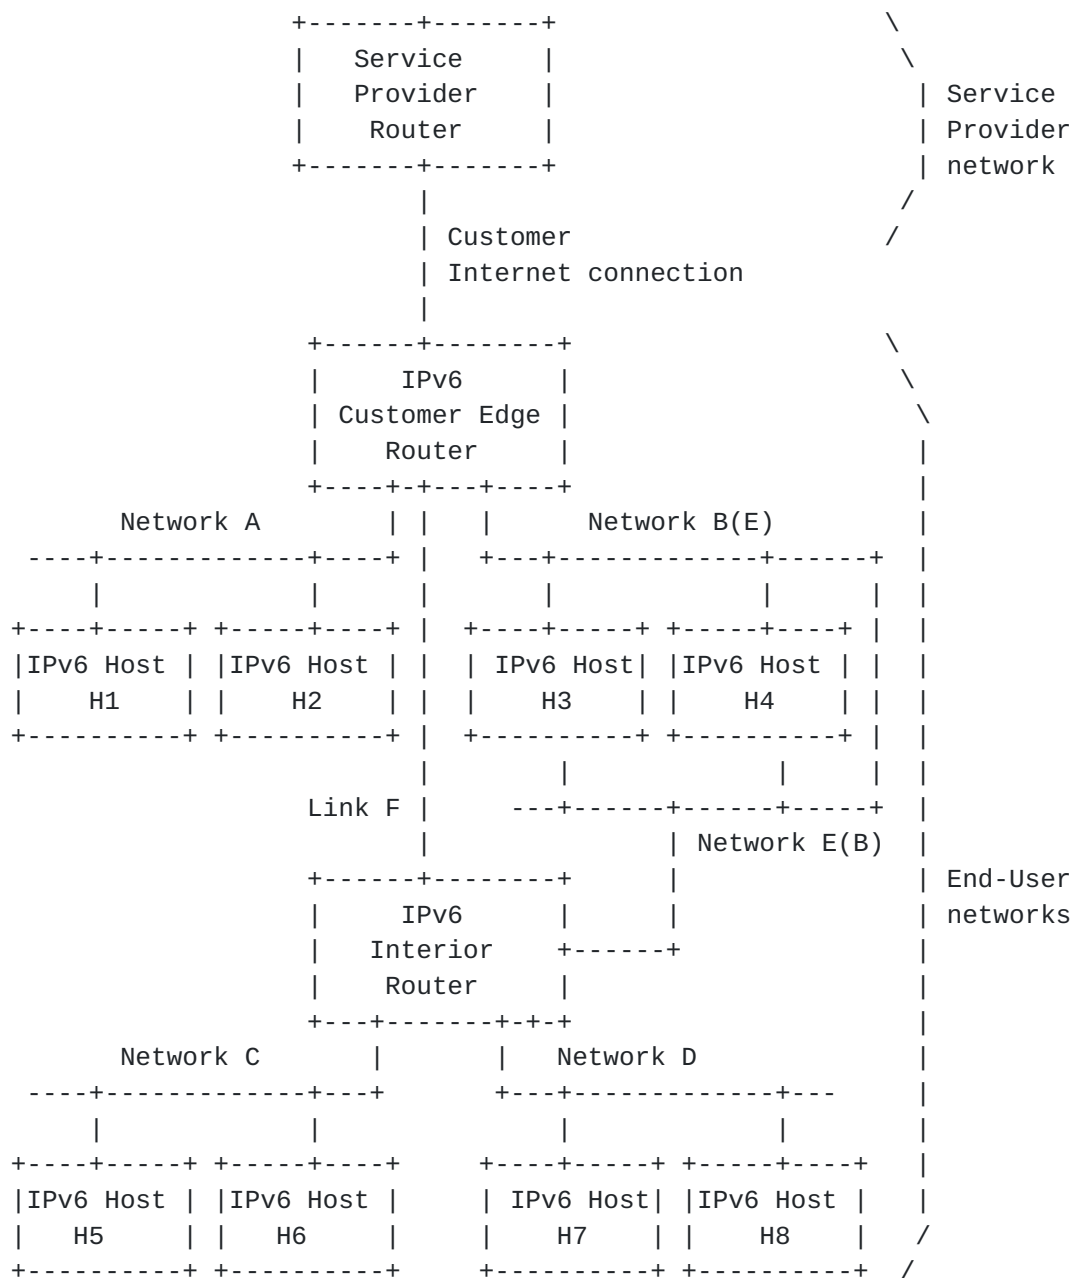 Service
Provider
Router
Service
Provider
network
Customer
Internet connection
IPv6
Customer Edge
Router
Network A
Network B(E)
IPv6 Host
H1
IPv6 Host
H2
IPv6 Host
H3
IPv6 Host
H4
Link F
Network E(B)
End-User
networks
IPv6
Interior
Router
Network C
Network D
IPv6 Host
H5
IPv6 Host
H6
IPv6 Host
H7
IPv6 Host
H8